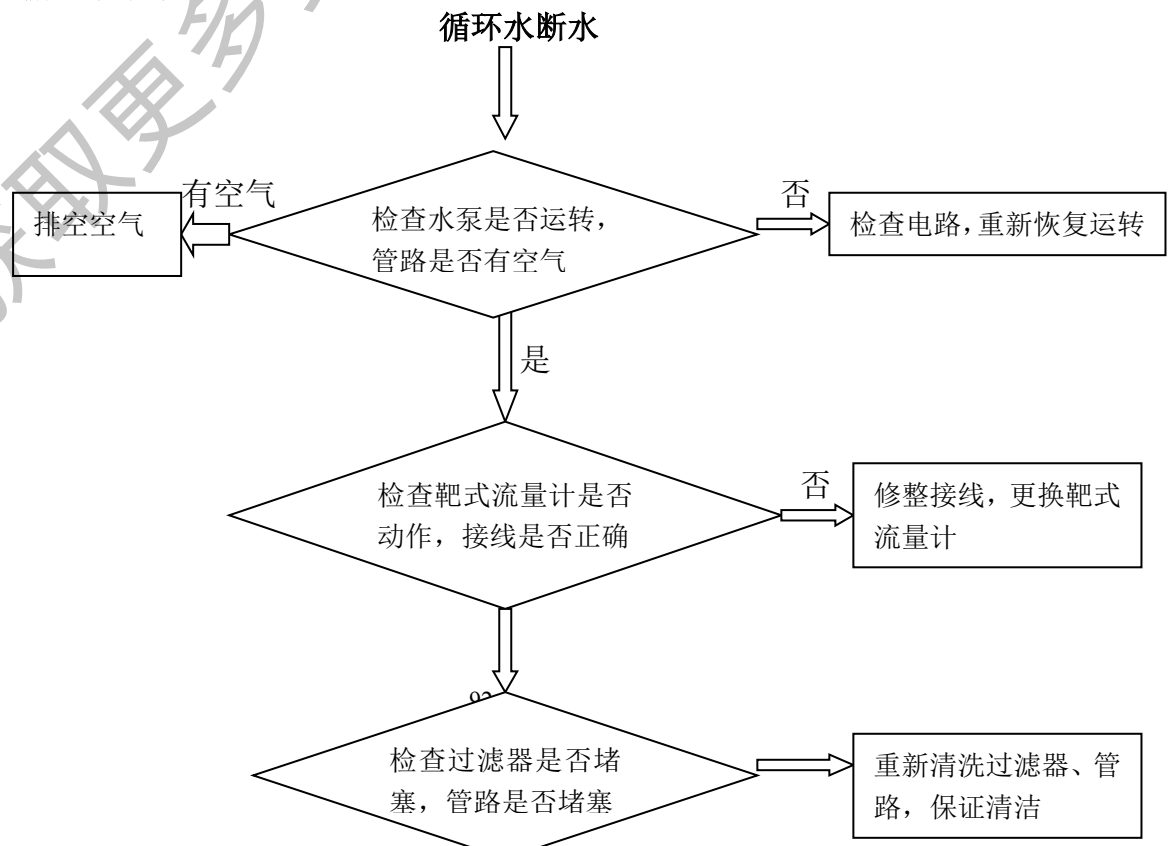 循环水断水
有空气
否
排空空气
检查水泵是否运转，
管路是否有空气
检查电路，重新恢复运转
是
检查靶式流量计是否
动作，接线是否正确
否
修整接线，更换靶式
流量计
检查过滤器是否堵
塞，管路是否堵塞
重新清洗过滤器、管
路，保证清洁
取更多